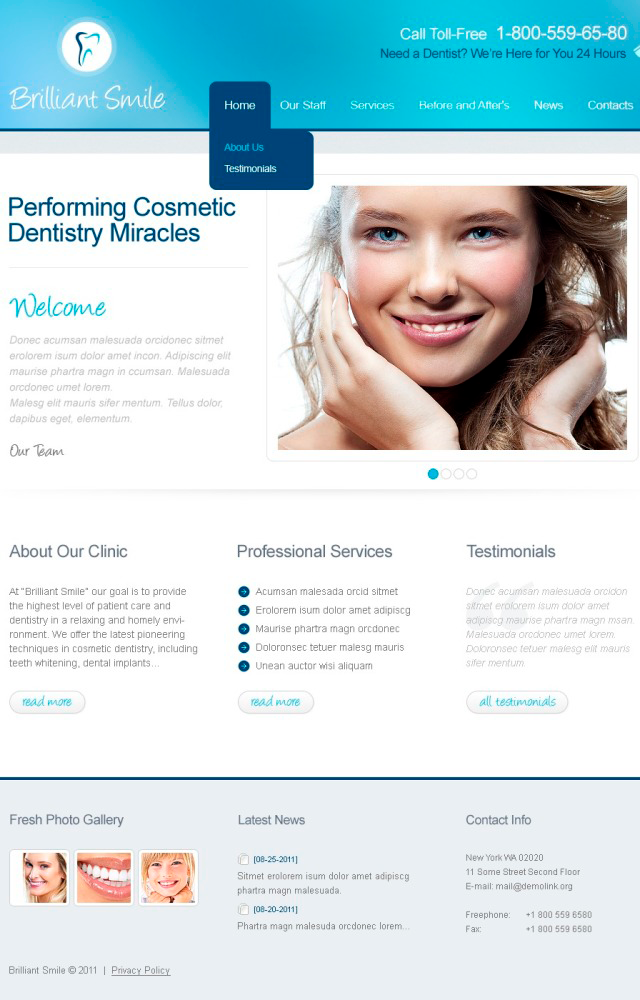 Call Toll-Free 1-800-559-65-80
Need a Dentist? We're Here for You 24 Hours
Brilliant Smile
Home Our Staff Services Before and After's News Contacts
About Us
Testimonials
Performing Cosmetic
Dentistry Miracles
Welcome
Donec acumsan malesuada orcidonec sitmet
erolorem isum dolor amet incon. Adipiscing elit
maurise phartra magn in ccumsan. Malesuada
orcdonec umet lorem.
Malesg elit mauris sifer mentum. Tellus dolor,
dapibus eget, elementum.
Our Team
About Our Clinic
At "Brilliant Smile" our goal is to provide
the highest level of patient care and
dentistry in a relaxing and homely envi-
ronment. We offer the latest pioneering
techniques in cosmetic dentistry, including
teeth whitening, dental implants...
read more
Professional Services
Acumsan malesada orcid sitmet
Erolorem isum dolor amet adipiscg
Maurise phartra magn orcdonec
Doloronsec tetuer malesg mauris
Unean auctor wisi aliquam
read more
Testimonials
Donec acumsan malesuada orcidon
sitmet erolorem isum dolor amet
adipiscg maurise phartra magn msan.
Malesuada orcdonec umet lorem.
Doloronsec tetuer malesg elit mauris
sifer mentum.
all testimonials
Fresh Photo Gallery
Latest News
[08-25-2011]
Sitmet erolorem isum dolor amet adipiscg
phartra magn malesuada.
[08-20-2011]
Phartra magn malesuda orcdonec lorem...
Contact Info
New York WA 02020
11 Some Street Second Floor
E-mail: mail@demolink.org
Freephone: +1 800 559 6580
Fax: +1 800 559 6580
Brilliant Smile © 2011 | Privacy Policy